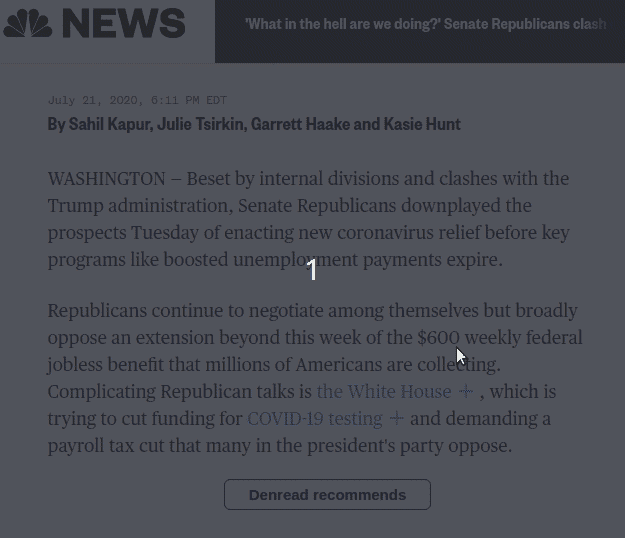 NEWS
'What in the hell are we doing?' Senate Republicans clash
July 21, 2020, 6:11 PM EDT
By Sahil Kapur, Julie Tsirkin, Garrett Haake and Kasie Hunt
WASHINGTON — Beset by internal divisions and clashes with the
Trump administration, Senate Republicans downplayed the
prospects Tuesday of enacting new coronavirus relief before key
programs like boosted unemployment payments expire.
1
Republicans continue to negotiate among themselves but broadly
oppose an extension beyond this week of the $600 weekly federal
jobless benefit that millions of Americans are collecting.
Complicating Republican talks is the White House + , which is
trying to cut funding for COVID-19 testing + and demanding a
payroll tax cut that many in the president's party oppose.
Denread recommends